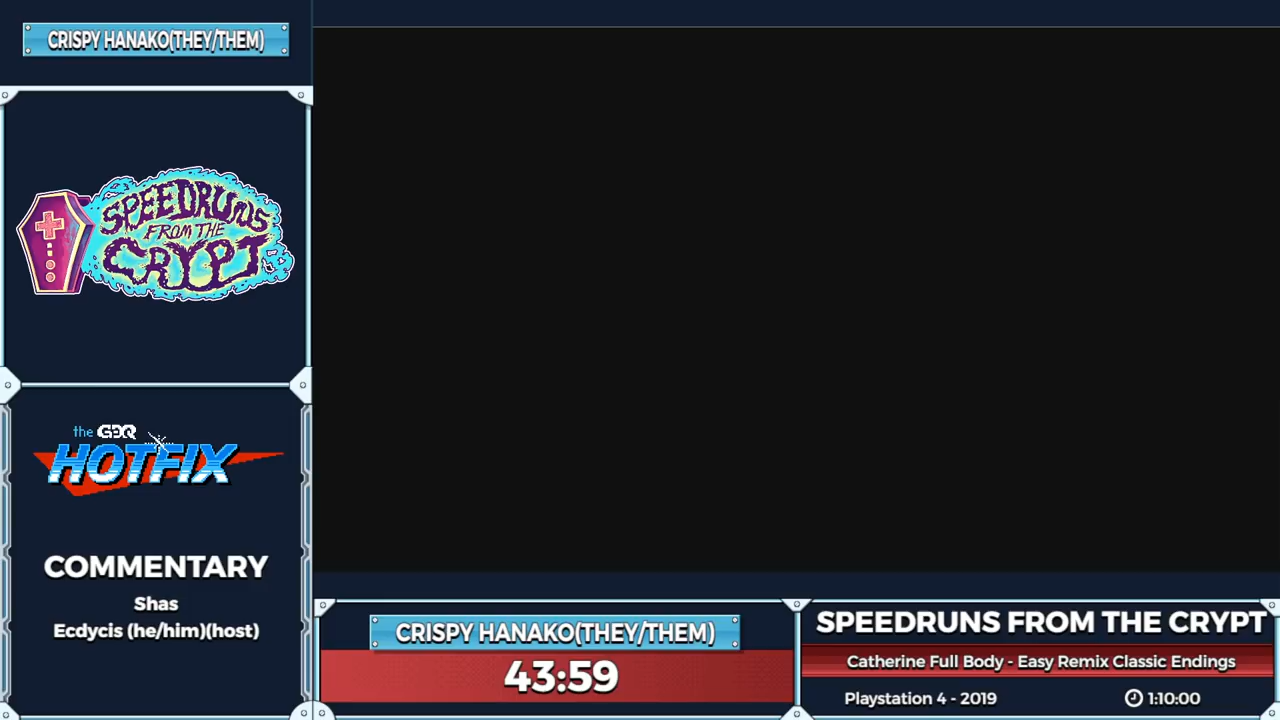 CRISPY HANAKO(THEY/THEM)
SPEEDRUNS
FROM THE
CRYPT
the GDQ
HOTFIX
COMMENTARY
Shas
Ecdycis (he/him)(host)
CRISPY HANAKO(THEY/THEM)
43:59
SPEEDRUNS FROM THE CRYPT
Catherine Full Body - Easy Remix Classic Endings
Playstation 4 - 2019
1:10:00